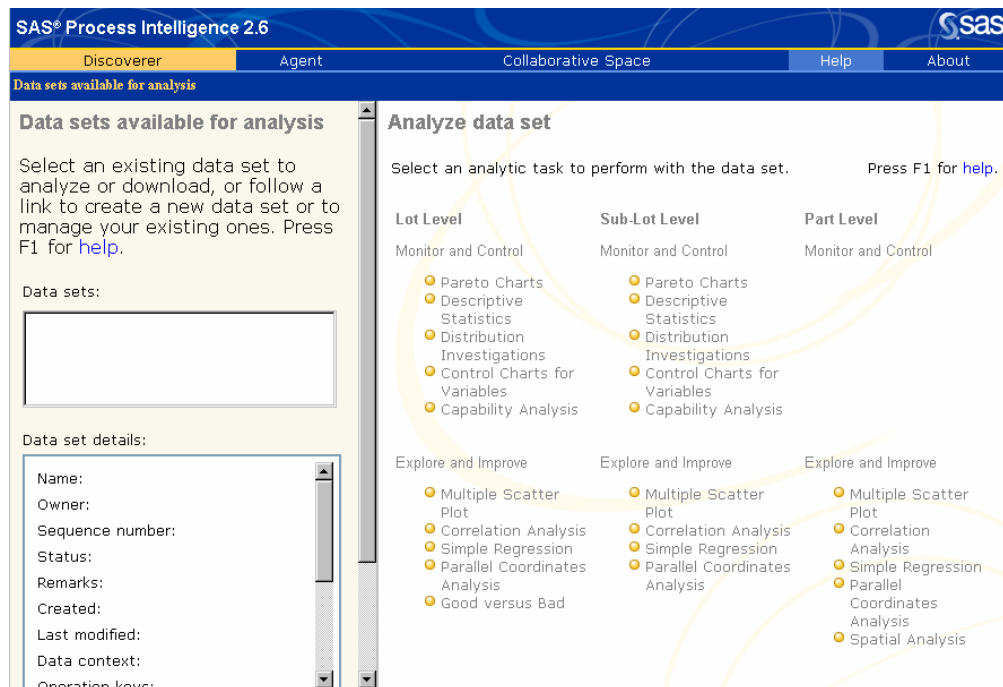 SAS® Process Intelligence 2.6
sas
Discoverer
Agent
Collaborative Space
Help
About
Data sets available for analysis
Data sets available for analysis
Select an existing data set to
analyze or download, or follow a
link to create a new data set or to
manage your existing ones. Press
F1 for help.
Data sets:
Data set details:
Name:
Owner:
Sequence number:
Status:
Remarks:
Created:
Last modified:
Data context:
Operation keys:
Analyze data set
Select an analytic task to perform with the data set.
Press F1 for help.
Lot Level
Monitor and Control
Pareto Charts
Descriptive
Statistics
Distribution
Investigations
Control Charts for
Variables
Capability Analysis
Explore and Improve
Multiple Scatter
Plot
Correlation Analysis
Simple Regression
Parallel Coordinates
Analysis
Good versus Bad
Sub-Lot Level
Monitor and Control
Pareto Charts
Descriptive
Statistics
Distribution
Investigations
Control Charts for
Variables
Capability Analysis
Explore and Improve
Multiple Scatter
Plot
Correlation Analysis
Simple Regression
Parallel Coordinates
Analysis
Part Level
Monitor and Control
Explore and Improve
Multiple Scatter
Plot
Correlation
Analysis
Simple Regression
Parallel
Coordinates
Analysis
Spatial Analysis